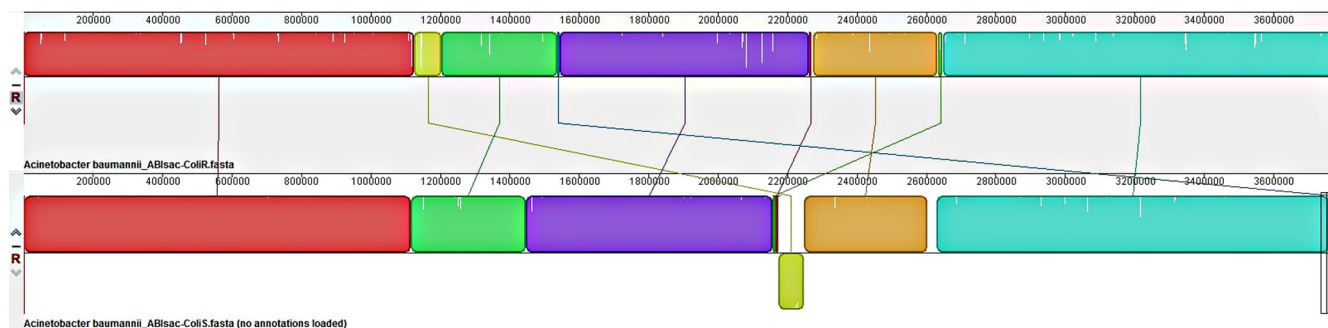 200000 400000 600000 800000 1000000 1200000 1400000 1600000 1800000 2000000 2200000 2400000 2600000 2800000 3000000 3200000 3400000 3600000
R
Acinetobacter baumannii_ABIsac-ColiR.fasta
200000 400000 600000 800000 1000000 1200000 1400000 1600000 1800000 2000000 2200000 2400000 2600000 2800000 3000000 3200000 3400000 3600000
R
Acinetobacter baumannii_ABIsac-ColiS.fasta (no annotations loaded)